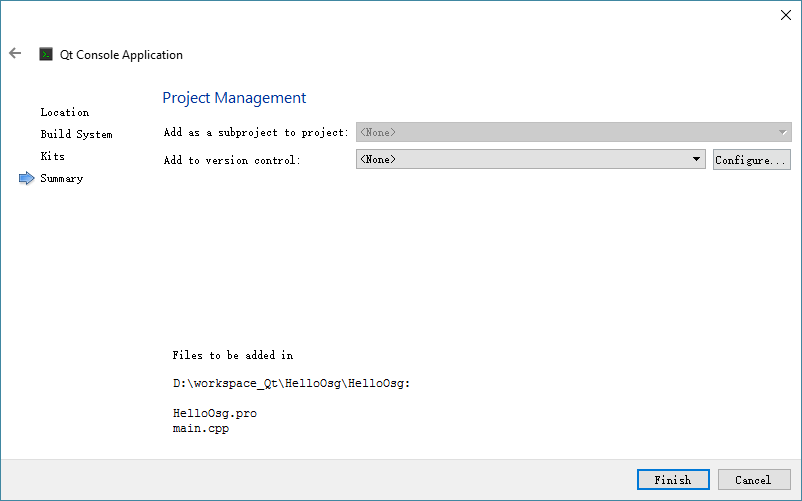 Qt Console Application
Location
Build System
Kits
Summary
Project Management
Add as a subproject to project: <None>
Add to version control: <None> Configure...
Files to be added in
D:\workspace_Qt\HelloOsg\HelloOsg:
HelloOsg.pro
main.cpp
Finish Cancel